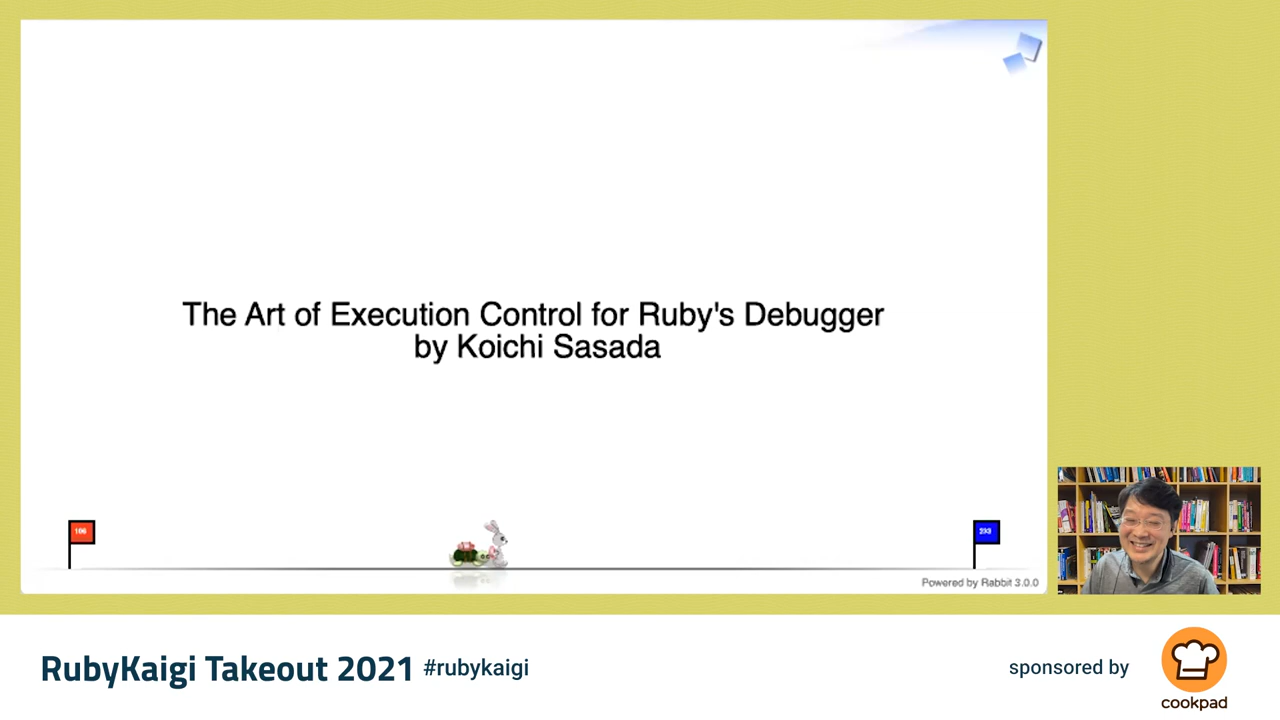 The Art of Execution Control for Ruby's Debugger
by Koichi Sasada
Powered by Rabbit 3.0.0
RubyKaigi Takeout 2021 #rubykaigi
sponsored by
cookpad